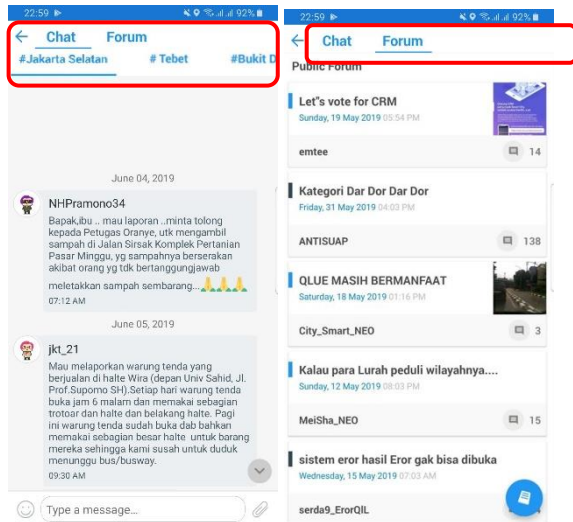 22:59
92%
Chat Forum
#Jakarta Selatan # Tebet #Bukit D
June 04, 2019
NHPramono34
Bapak,ibu .. mau laporan ..minta tolong
kepada Petugas Oranye, utk mengambil
sampah di Jalan Sirsak Komplek Pertanian
Pasar Minggu, yg sampahnya berserakan
akibat orang yg tdk bertanggungjawab
meletakkan sampah sembarang...🙏🙏🙏
07:12 AM
June 05, 2019
jkt_21
Mau melaporkan warung tenda yang
berjualan di halte Wira (depan Univ Sahid, Jl.
Prof.Supomo SH).Setiap hari warung tenda
buka jam 6 malam dan memakai sebagian
trotoar dan halte dan belakang halte. Pagi
ini warung tenda sudah buka dab bahkan
memakai sebagian besar halte untuk barang
mereka sehingga kami susah untuk duduk
menunggu bus/busway.
09:30 AM
Type a message...
22:59
92%
Chat Forum
Public Forum
Let"s vote for CRM
Sunday, 19 May 2019 05:54 PM
emtee 14
Kategori Dar Dor Dar Dor
Friday, 31 May 2019 04:03 PM
ANTISUAP 138
QLUE MASIH BERMANFAAT
Saturday, 18 May 2019 01:16 PM
City_Smart_NEO 3
Kalau para Lurah peduli wilayahnya....
Sunday, 12 May 2019 08:03 PM
MeiSha_NEO 15
sistem eror hasil Eror gak bisa dibuka
Wednesday, 15 May 2019 07:03 AM
serda9_ErorQlL